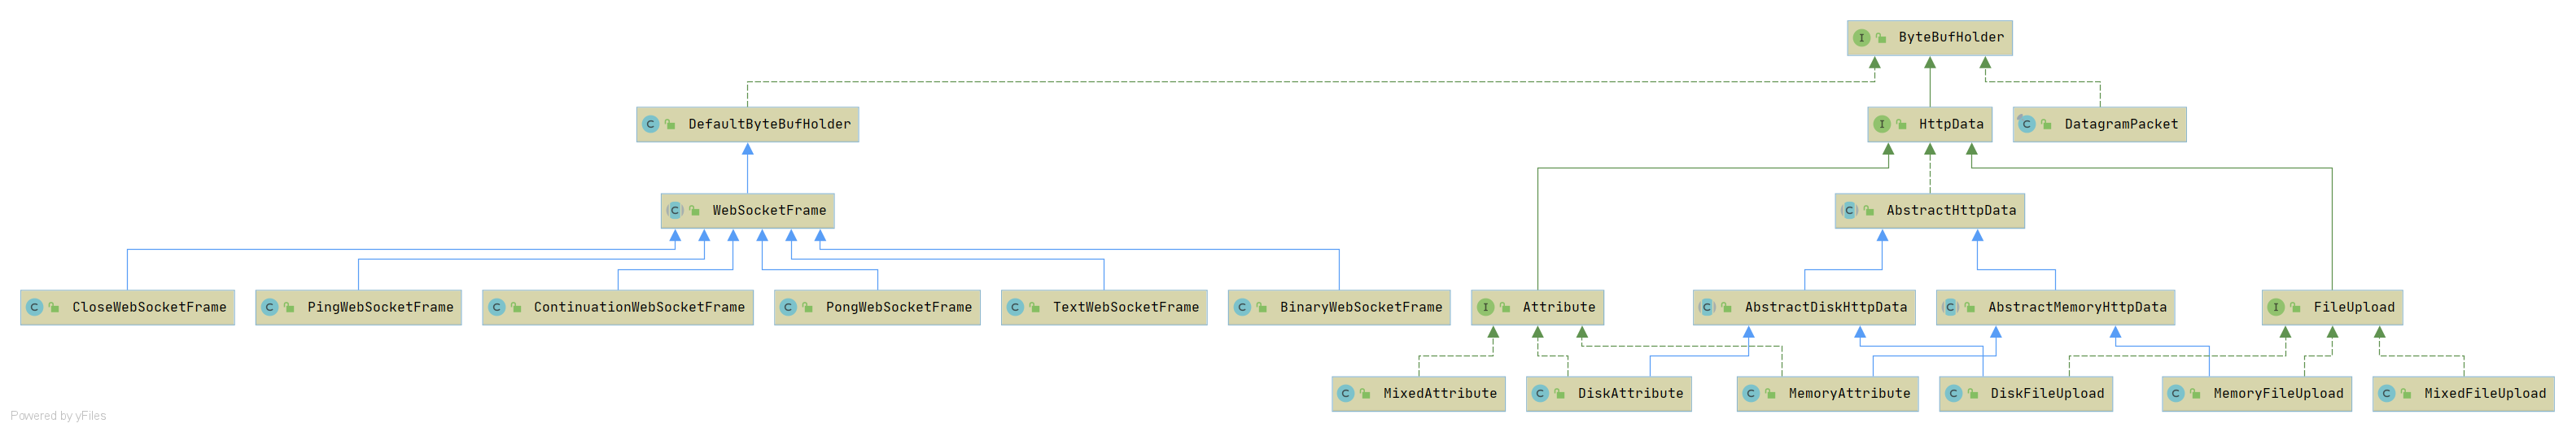 I ByteBufHolder
C DefaultByteBufHolder
I HttpData
C DatagramPacket
C WebSocketFrame
C AbstractHttpData
C CloseWebSocketFrame
C PingWebSocketFrame
C ContinuationWebSocketFrame
C PongWebSocketFrame
C TextWebSocketFrame
C BinaryWebSocketFrame
I Attribute
C AbstractDiskHttpData
C AbstractMemoryHttpData
I FileUpload
C MixedAttribute
C DiskAttribute
C MemoryAttribute
C DiskFileUpload
C MemoryFileUpload
C MixedFileUpload
Powered by yFiles